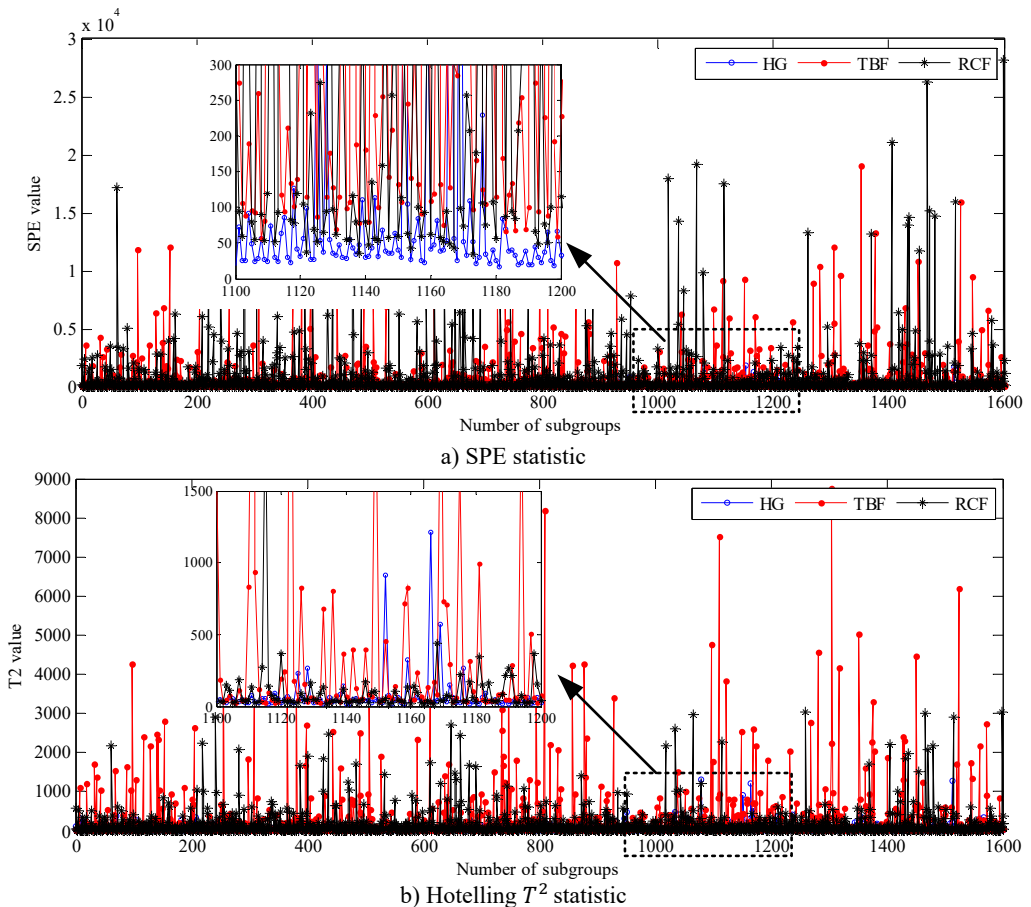 x 10^4
3
2.5
2
1.5
1
0.5
0
SPE value
HG TBF RCF
300
250
200
150
100
50
0
1100 1120 1140 1160 1180 1200
0 200 400 600 800 1000 1200 1400 1600
Number of subgroups
a) SPE statistic
9000
8000
7000
6000
5000
4000
3000
2000
1000
0
T2 value
HG TBF RCF
1500
1000
500
0
1100 1120 1140 1160 1180 1200
0 200 400 600 800 1000 1200 1400 1600
Number of subgroups
b) Hotelling T² statistic